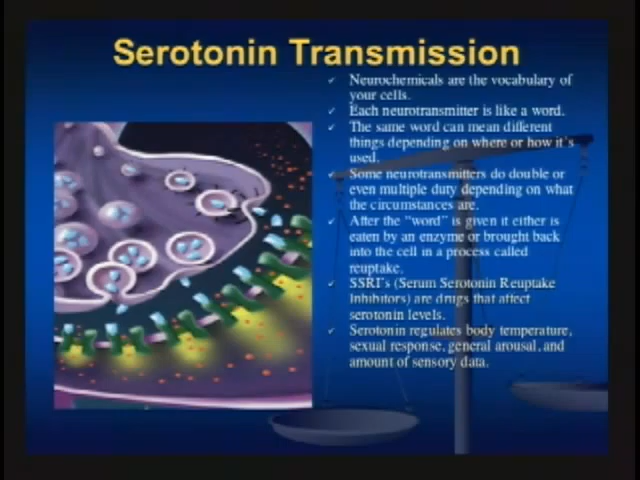 Serotonin Transmission
Neurochemicals are the vocabulary of
your cells.
Each neurotransmitter is like a word.
The same word can mean different
things depending on where or how it's
used.
Some neurotransmitters do double or
even multiple duty depending on what
the circumstances are.
After the "word" is given it either is
eaten by an enzyme or brought back
into the cell in a process called
reuptake.
SSRI's (Serum Serotonin Reuptake
Inhibitors) are drugs that affect
serotonin levels.
Serotonin regulates body temperature,
sexual response, general arousal, and
amount of sensory data.